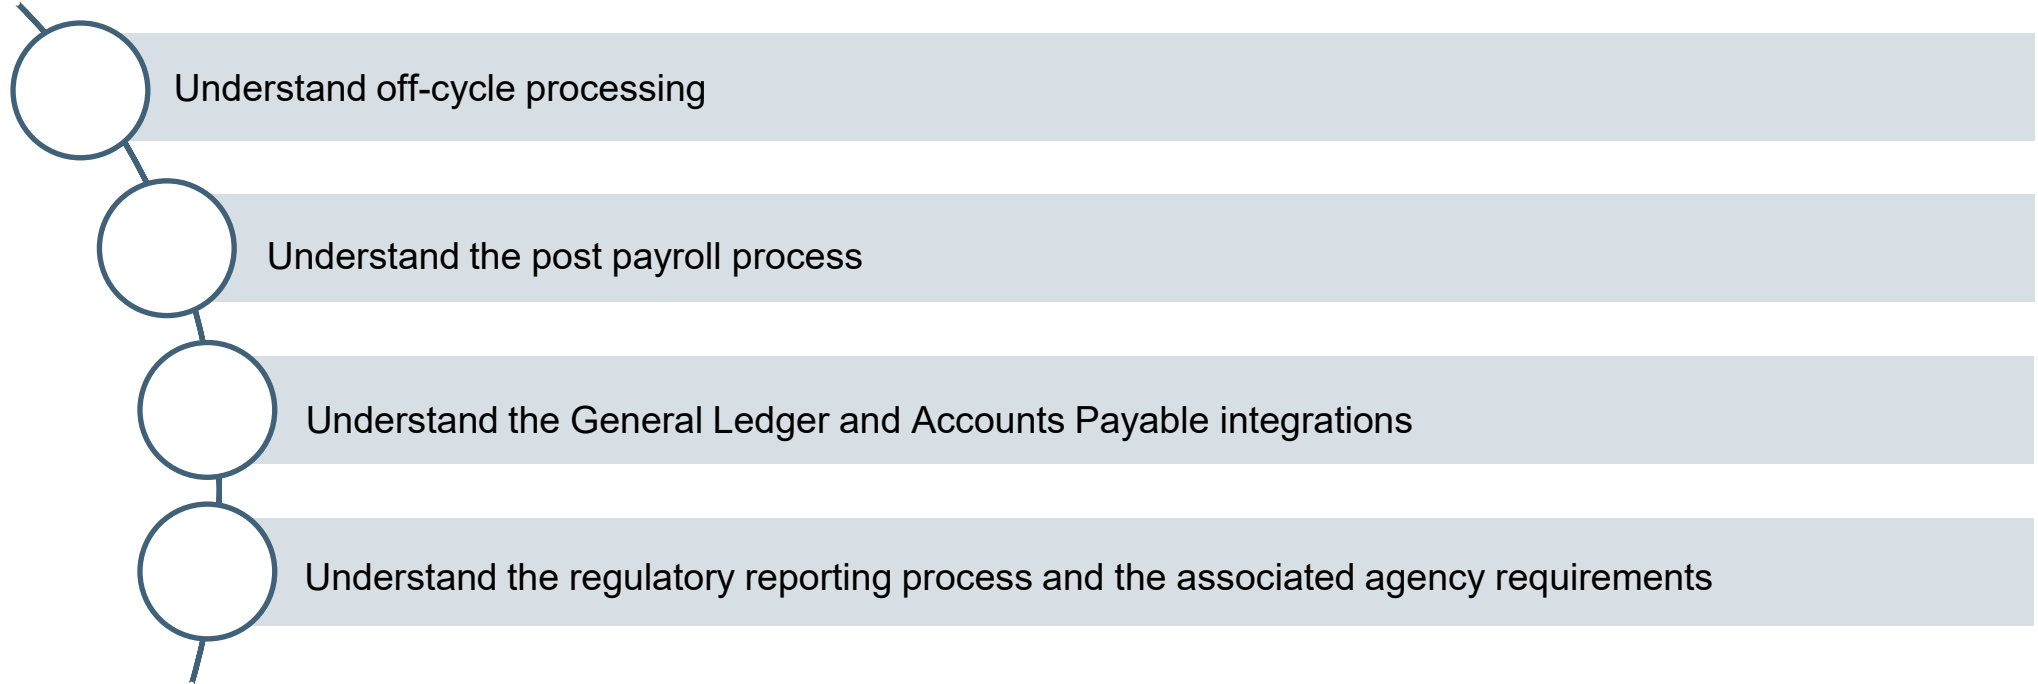 Understand off-cycle processing
Understand the post payroll process
Understand the General Ledger and Accounts Payable integrations
Understand the regulatory reporting process and the associated agency requirements